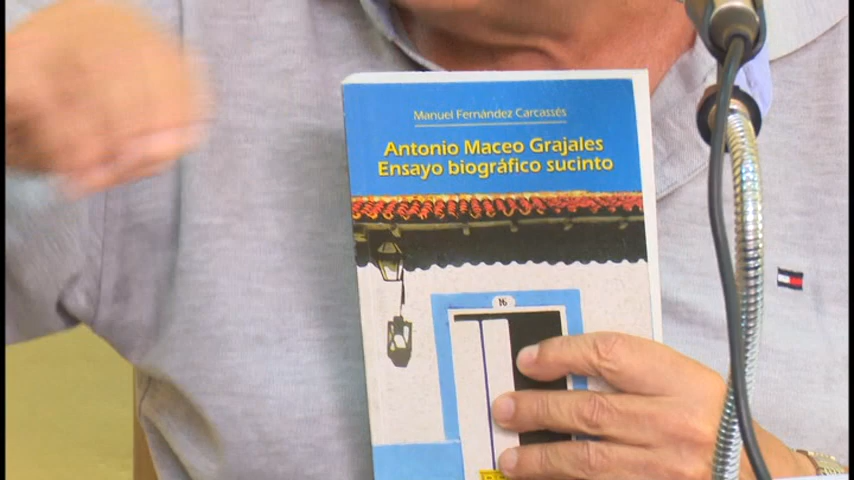 Manuel Fernández Carcassés
Antonio Maceo Grajales
Ensayo biográfico sucinto
16